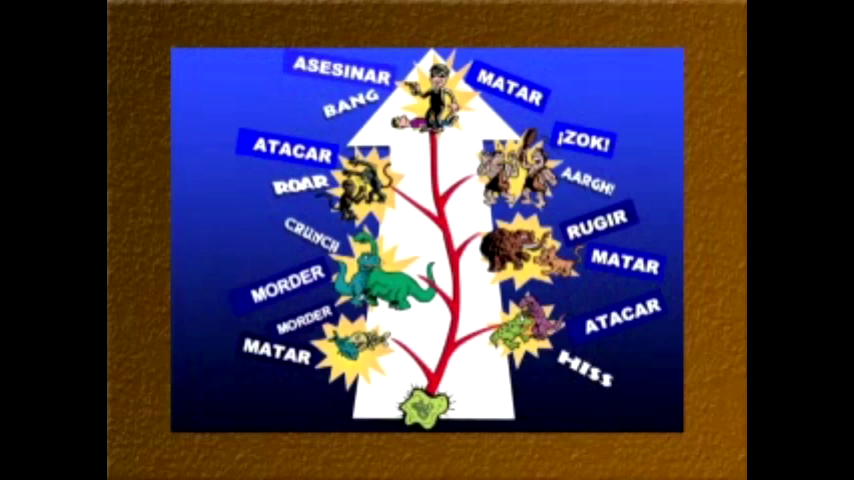 ASESINAR
MATAR
BANG
ATACAR
¡ZOK!
ROAR
AARGH!
CRUNCH
RUGIR
MORDER
MATAR
MORDER
ATACAR
MATAR
HISS